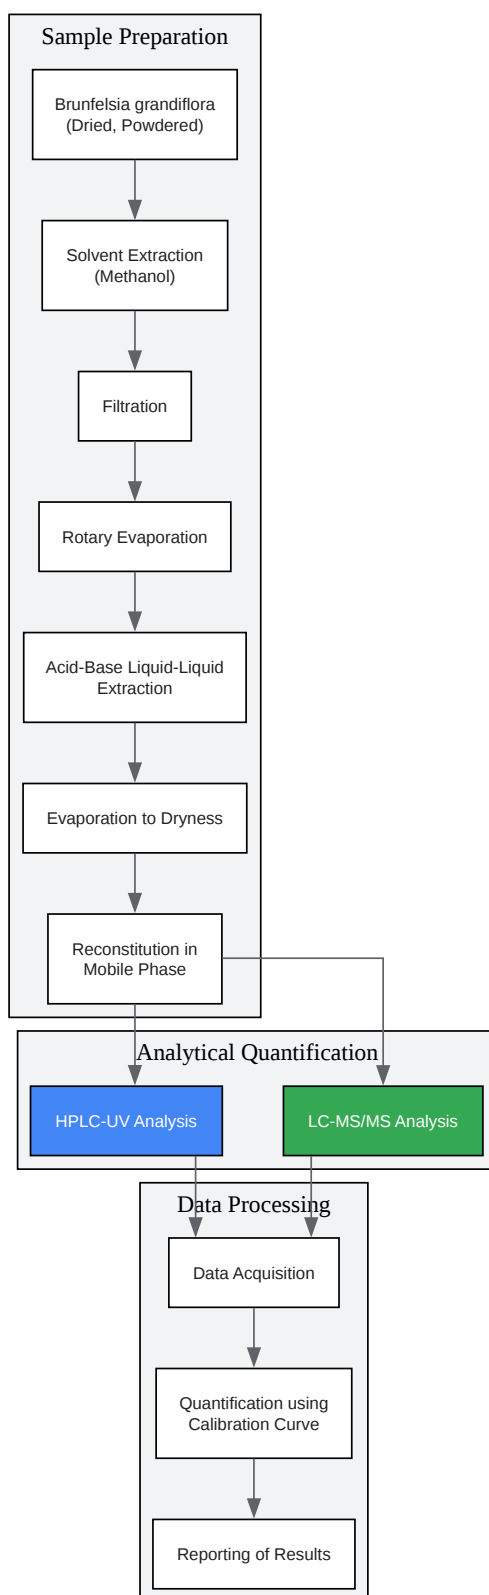 Sample Preparation
Brunfelsia grandiflora
(Dried, Powdered)
Solvent Extraction
(Methanol)
Filtration
Rotary Evaporation
Acid-Base Liquid-Liquid
Extraction
Evaporation to Dryness
Reconstitution in
Mobile Phase
Analytical Quantification
HPLC-UV Analysis
LC-MS/MS Analysis
Data Processing
Data Acquisition
Quantification using
Calibration Curve
Reporting of Results